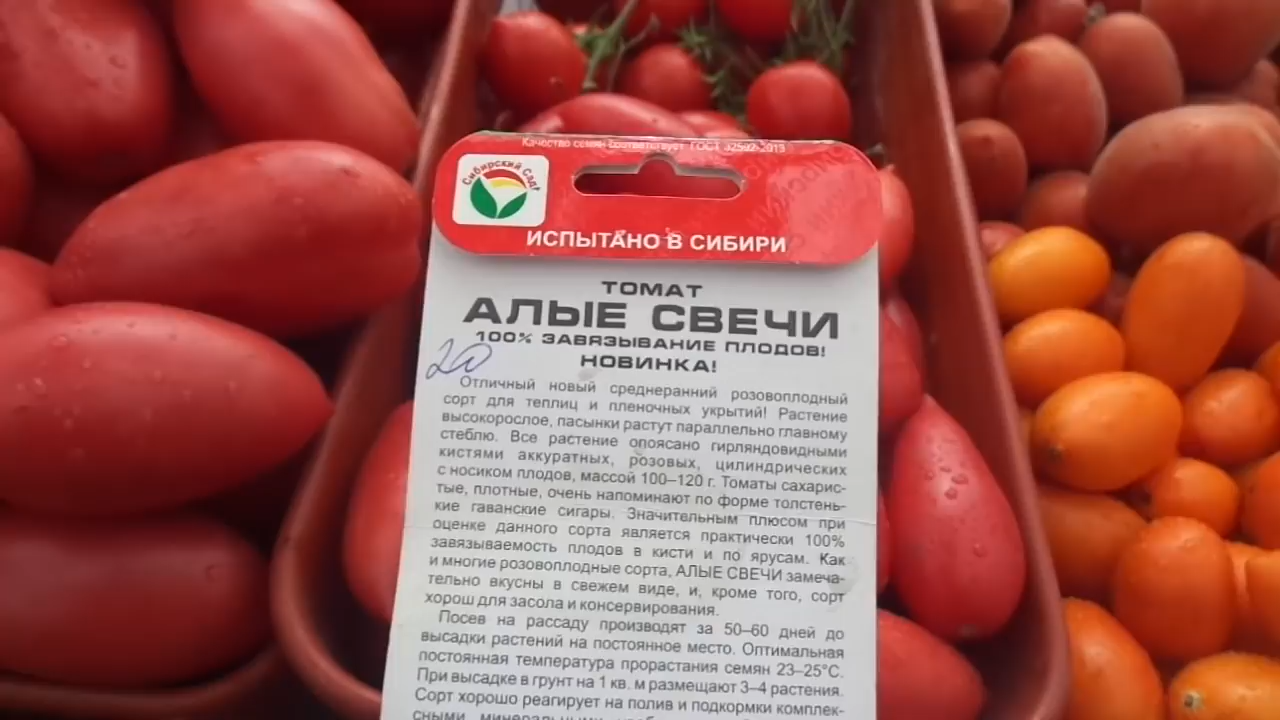 Качество семян соответствует ГОСТ 32592-2013
Сибирский Сад
ИСПЫТАНО В СИБИРИ
ТОМАТ
АЛЫЕ СВЕЧИ
100% ЗАВЯЗЫВАНИЕ ПЛОДОВ!
НОВИНКА!
20
Отличный новый среднеранний розовоплодный
сорт для теплиц и пленочных укрытий! Растение
высокорослое, пасынки растут параллельно главному
стеблю. Все растение опоясано гирляндовидными
кистями аккуратных, розовых, цилиндрических
с носиком плодов, массой 100–120 г. Томаты сахарис-
тые, плотные, очень напоминают по форме толстень-
кие гаванские сигары. Значительным плюсом при
оценке данного сорта является практически 100%
завязываемость плодов в кисти и по ярусам. Как
и многие розовоплодные сорта, АЛЫЕ СВЕЧИ замеча-
тельно вкусны в свежем виде, и, кроме того, сорт
хорош для засола и консервирования.
Посев на рассаду производят за 50–60 дней до
высадки растений на постоянное место. Оптимальная
постоянная температура прорастания семян 23–25°С.
При высадке в грунт на 1 кв. м размещают 3–4 растения.
Сорт хорошо реагирует на полив и подкормки комплек-
сными минеральными